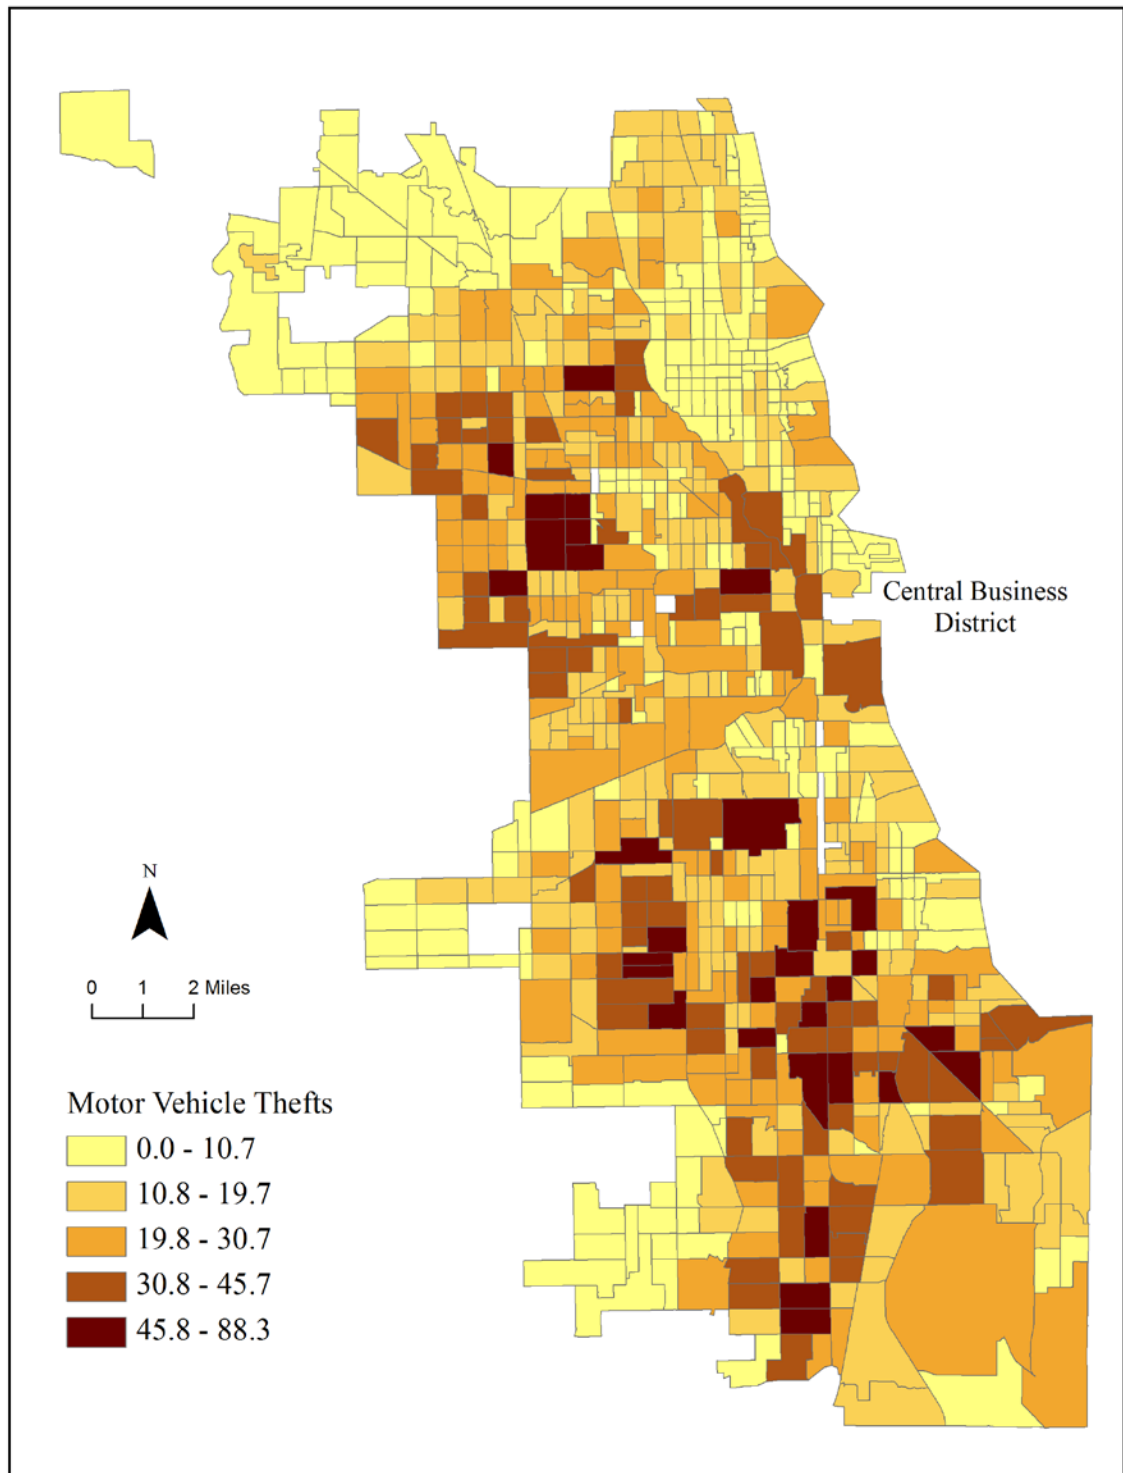 Central Business
District
N
0 1 2 Miles
Motor Vehicle Thefts
0.0 - 10.7
10.8 - 19.7
19.8 - 30.7
30.8 - 45.7
45.8 - 88.3